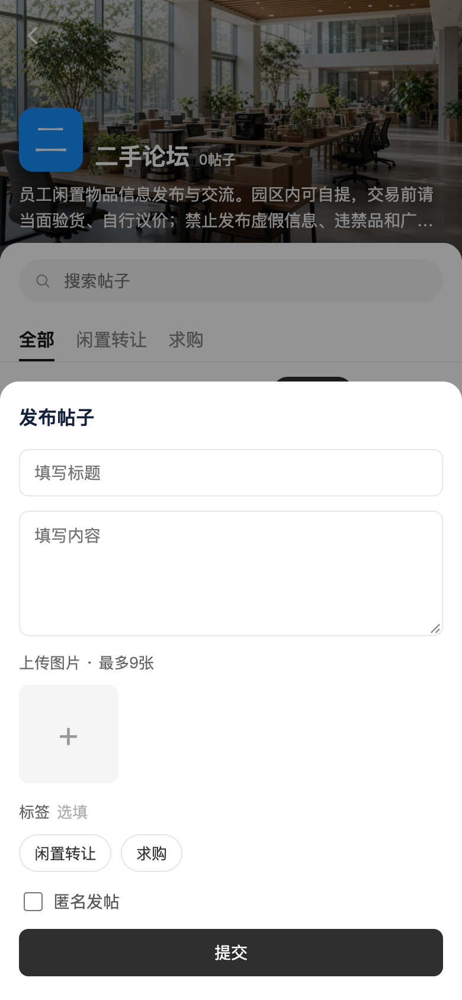 二
二手论坛 0帖子
员工闲置物品信息发布与交流。园区内可自提，交易前请
当面验货、自行议价；禁止发布虚假信息、违禁品和广...
搜索帖子
全部 闲置转让 求购
发布帖子
填写标题
填写内容
上传图片 · 最多9张
+
标签 选填
闲置转让 求购
匿名发帖
提交